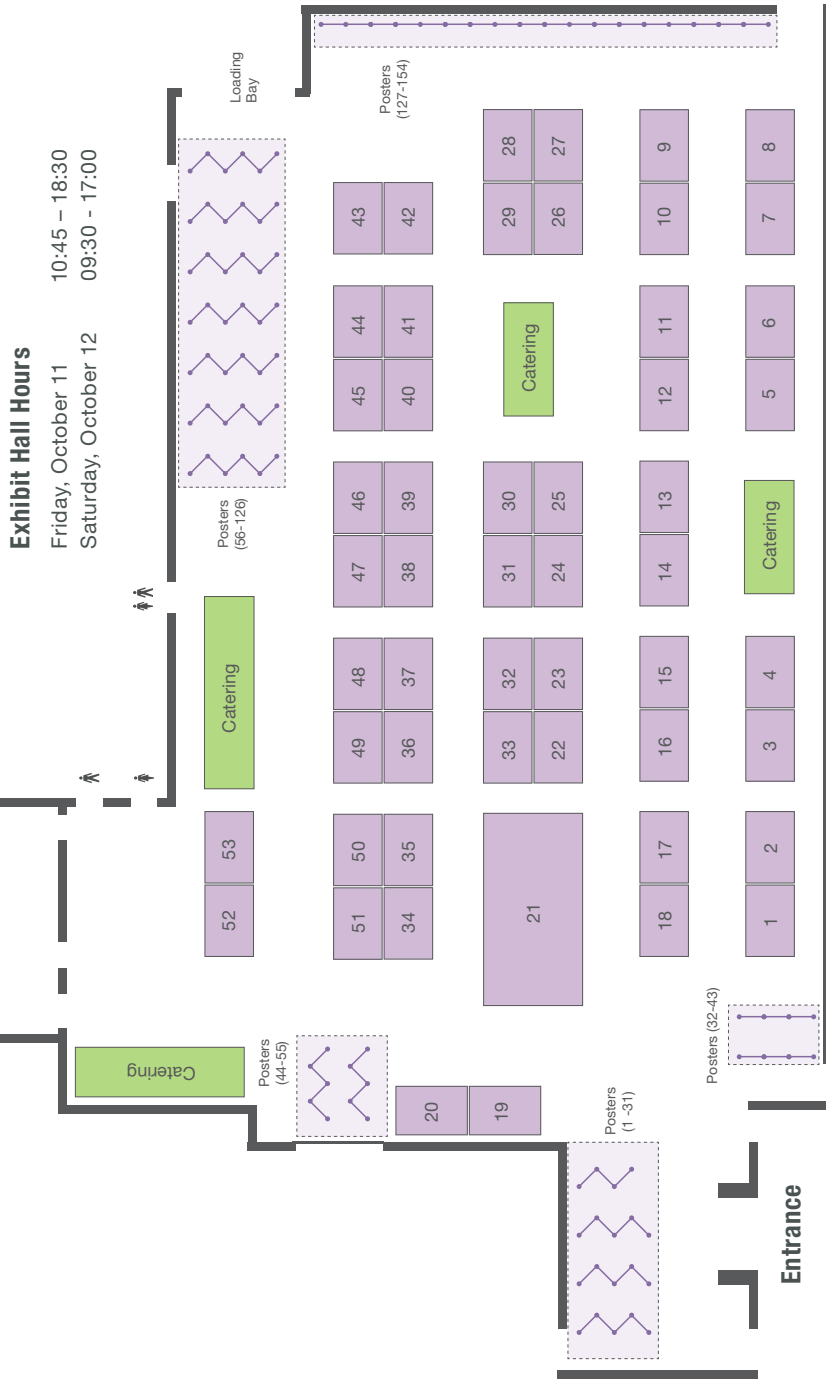 Exhibit Hall Hours
Friday, October 11 10:45 – 18:30
Saturday, October 12 09:30 - 17:00
Catering
52 53
Catering
Posters
(56-126)
Loading
Bay
Posters
(44-55)
51 50 49 48 47 46 45 44 43
34 35 36 37 38 39 40 41 42
Posters
(127-154)
20 19
21
33 32 31 30 29 28
22 23 24 25 26 27
Catering
Posters
(1 -31)
18 17 16 15 14 13 12 11 10 9
Posters (32-43)
1 2 3 4 Catering 5 6 7 8
Entrance